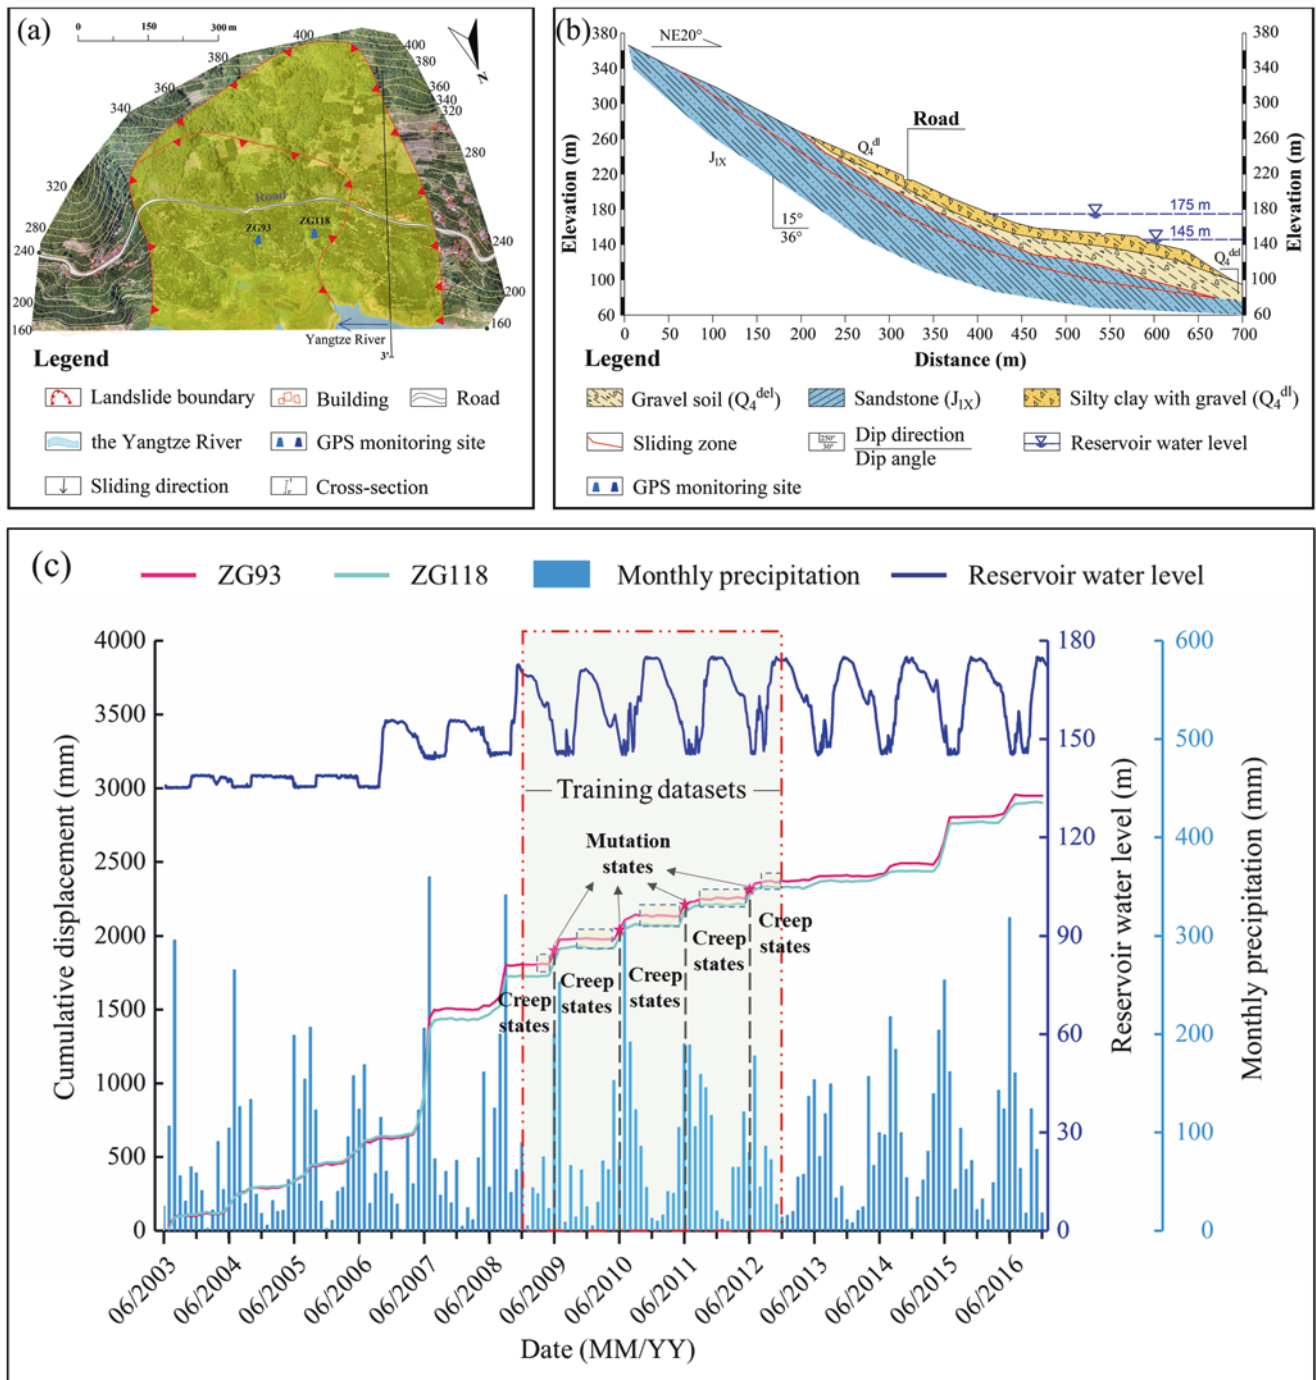 (a)
0 150 300 m
N
400
400
380
380
360
360
340
340
320
320
280
280
240
240
200
200
160
160
Road
ZG93
ZG118
Yangtze River
3'
Legend
Landslide boundary
Building
Road
the Yangtze River
GPS monitoring site
Sliding direction
Cross-section
(b)
NE20°
Elevation (m)
380
340
300
260
220
180
140
100
60
Q₄ᵈˡ
Road
J₁X
15°
36°
175 m
145 m
Q₄ᵈᵉˡ
380
340
300
260
220
180
140
100
60
Elevation (m)
0 50 100 150 200 250 300 350 400 450 500 550 600 650 700
Distance (m)
Legend
Gravel soil (Q₄ᵈᵉˡ)
Sandstone (J₁X)
Silty clay with gravel (Q₄ᵈˡ)
Sliding zone
250°
30°
Dip direction
Dip angle
Reservoir water level
GPS monitoring site
(c)
ZG93
ZG118
Monthly precipitation
Reservoir water level
Cumulative displacement (mm)
4000
3500
3000
2500
2000
1500
1000
500
0
Training datasets
Mutation
states
Creep
states
Creep
states
Creep
states
Creep
states
Creep
states
180
150
120
90
60
30
0
Reservoir water level (m)
600
500
400
300
200
100
0
Monthly precipitation (mm)
06/2003
06/2004
06/2005
06/2006
06/2007
06/2008
06/2009
06/2010
06/2011
06/2012
06/2013
06/2014
06/2015
06/2016
Date (MM/YY)